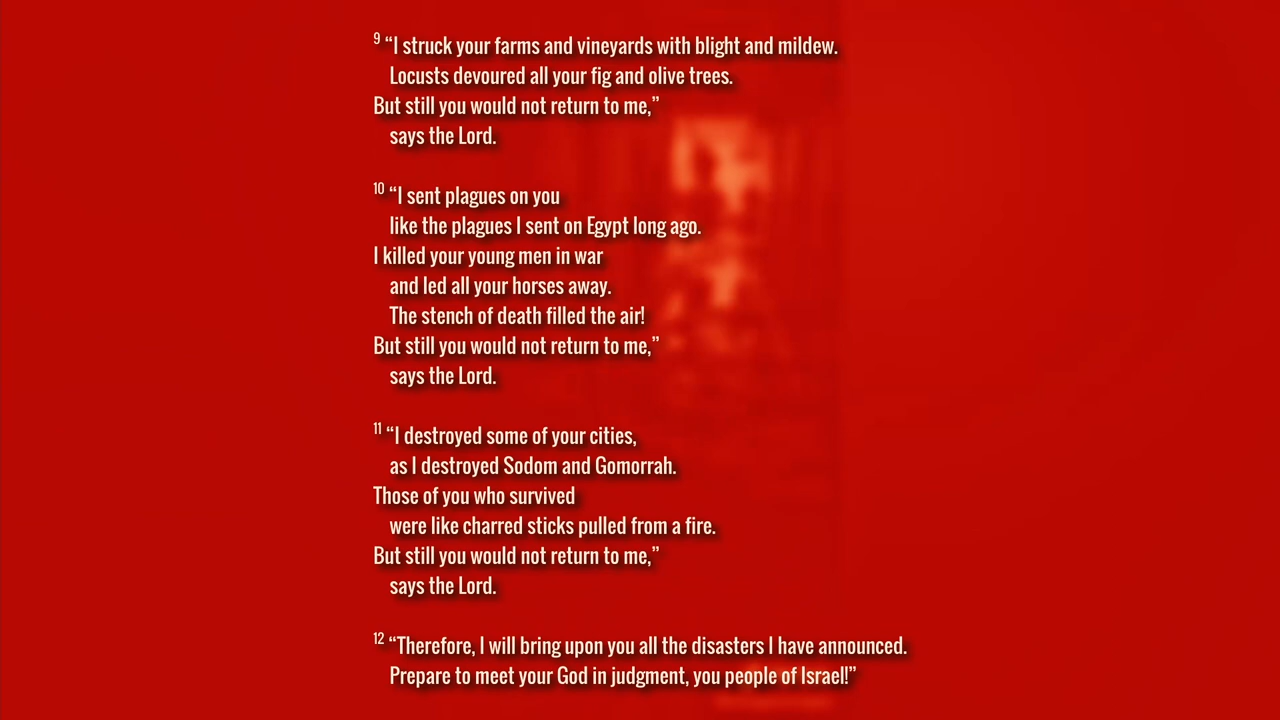 9 “I struck your farms and vineyards with blight and mildew.
Locusts devoured all your fig and olive trees.
But still you would not return to me,”
says the Lord.
10 “I sent plagues on you
like the plagues I sent on Egypt long ago.
I killed your young men in war
and led all your horses away.
The stench of death filled the air!
But still you would not return to me,”
says the Lord.
11 “I destroyed some of your cities,
as I destroyed Sodom and Gomorrah.
Those of you who survived
were like charred sticks pulled from a fire.
But still you would not return to me,”
says the Lord.
12 “Therefore, I will bring upon you all the disasters I have announced.
Prepare to meet your God in judgment, you people of Israel!”